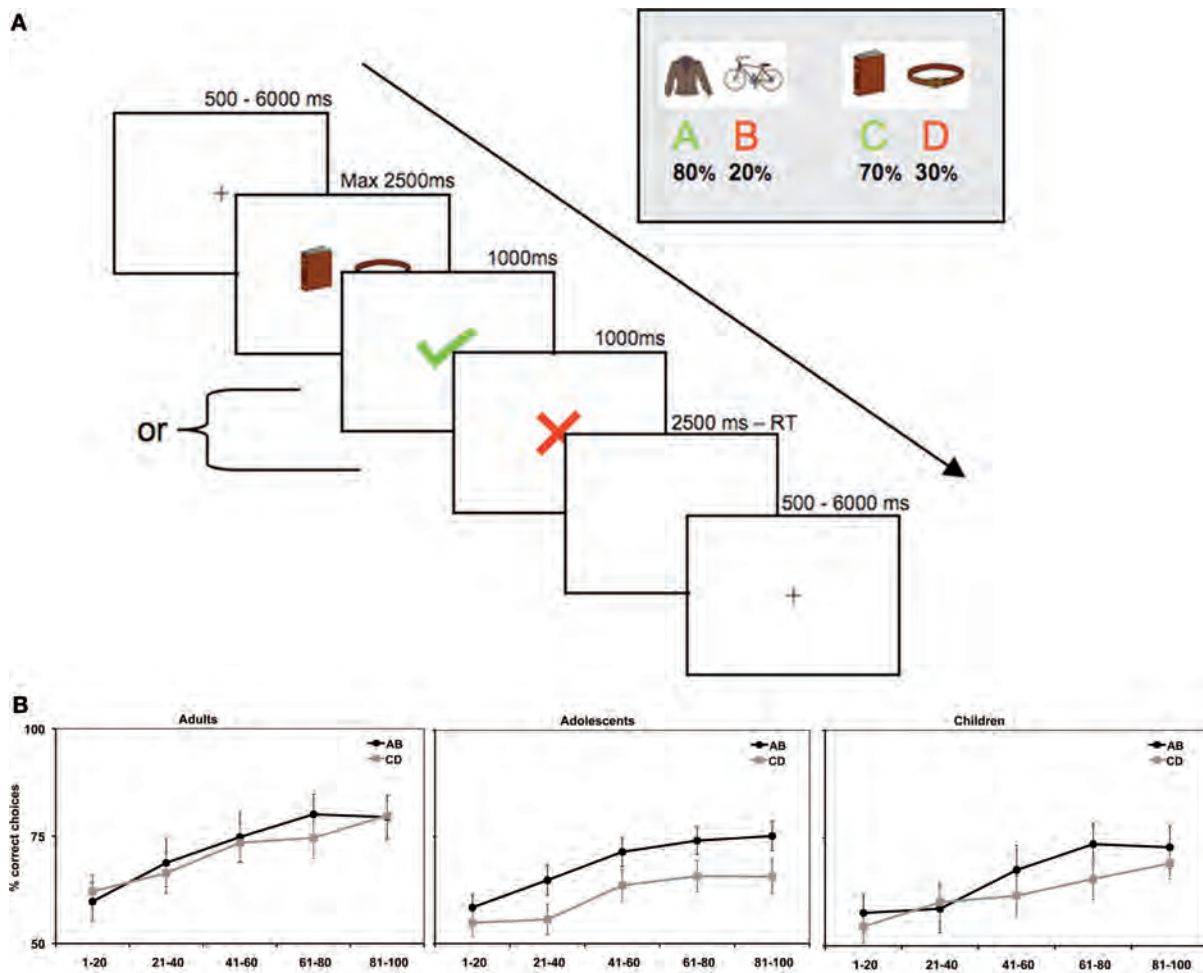 A
500 - 6000 ms
Max 2500ms
1000ms
1000ms
2500 ms – RT
500 - 6000 ms
or
A B C D
80% 20% 70% 30%
B
Adults Adolescents Children
AB AB AB
CD CD CD
100
75
50
% correct choices
1-20 21-40 41-60 61-80 81-100 1-20 21-40 41-60 61-80 81-100 1-20 21-40 41-60 61-80 81-100